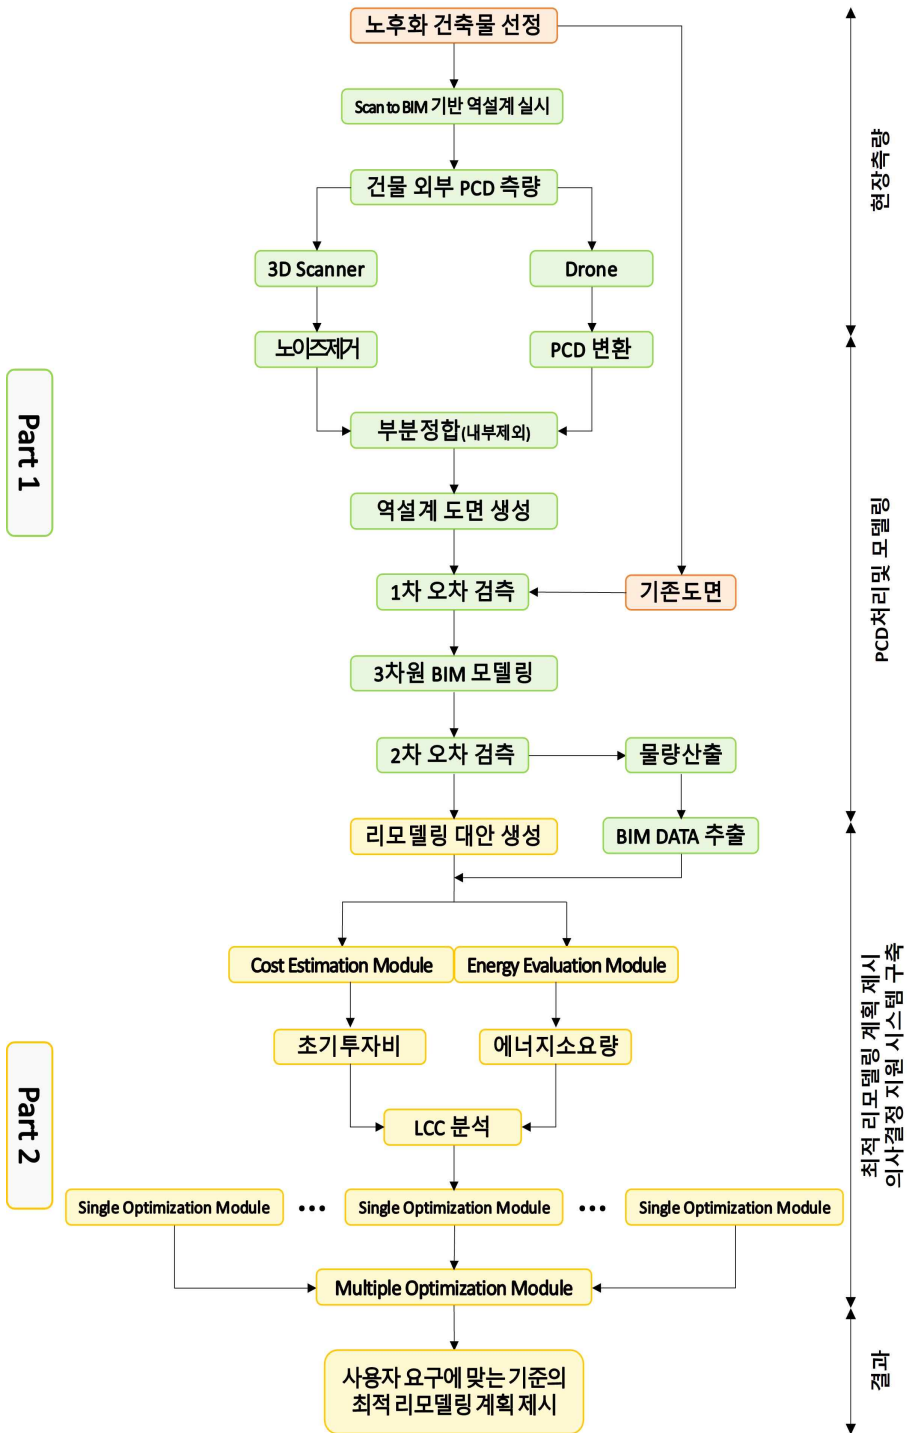 노후화 건축물 선정
Scan to BIM 기반 역설계 실시
건물 외부 PCD 측량
3D Scanner
Drone
노이즈제거
PCD 변환
부분정합(내부제외)
역설계 도면 생성
1차 오차 검측
기존도면
3차원 BIM 모델링
2차 오차 검측
물량산출
리모델링 대안 생성
BIM DATA 추출
Cost Estimation Module
Energy Evaluation Module
초기투자비
에너지소요량
LCC 분석
Single Optimization Module
•••
Single Optimization Module
•••
Single Optimization Module
Multiple Optimization Module
사용자 요구에 맞는 기준의
최적 리모델링 계획 제시
Part 1
Part 2
현장측량
PCD처리및 모델링
최적 리모델링 계획 제시
의사결정 지원 시스템 구축
결과